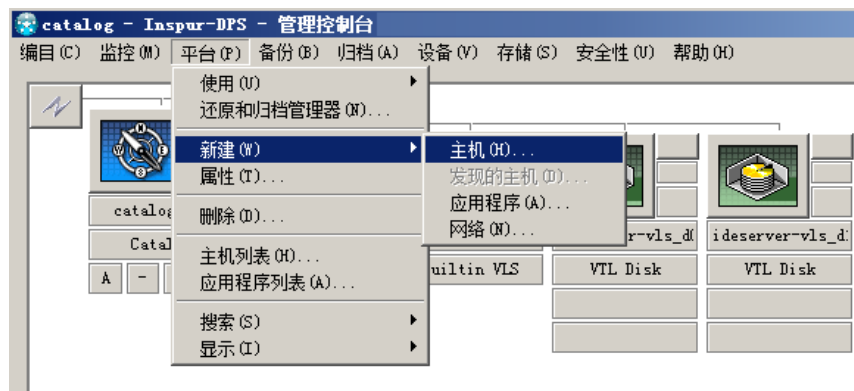 catalog - Inspur-DPS - 管理控制台
编目(C) 监控(M) 平台(P) 备份(B) 归档(A) 设备(V) 存储(S) 安全性(U) 帮助(H)
使用(U)
还原和归档管理器(N)...
新建(W)
属性(T)...
删除(D)...
主机列表(H)...
应用程序列表(A)...
搜索(S)
显示(I)
主机(H)...
发现的主机(D)...
应用程序(A)...
网络(N)...
catalog
Catal
A -
uiltin VLS
r-vls_d(
VTL Disk
ideserver-vls_d:
VTL Disk